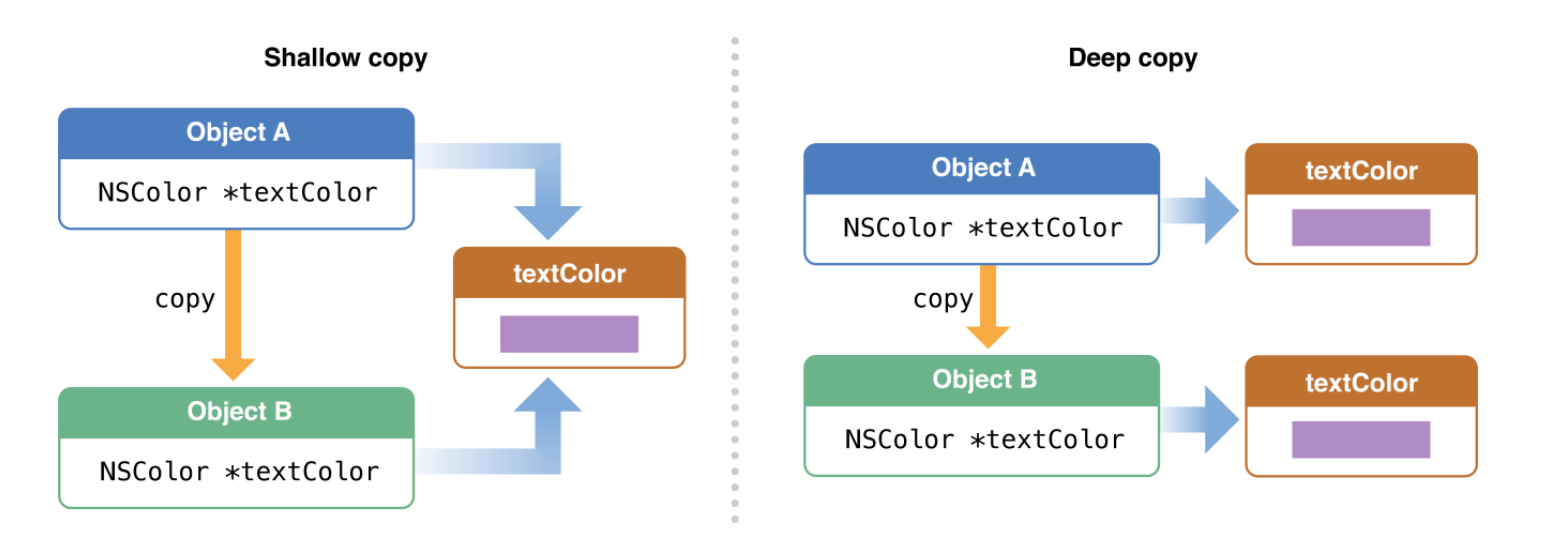 Shallow copy
Object A
NSColor *textColor
copy
textColor
Object B
NSColor *textColor
Deep copy
Object A
NSColor *textColor
textColor
copy
Object B
NSColor *textColor
textColor